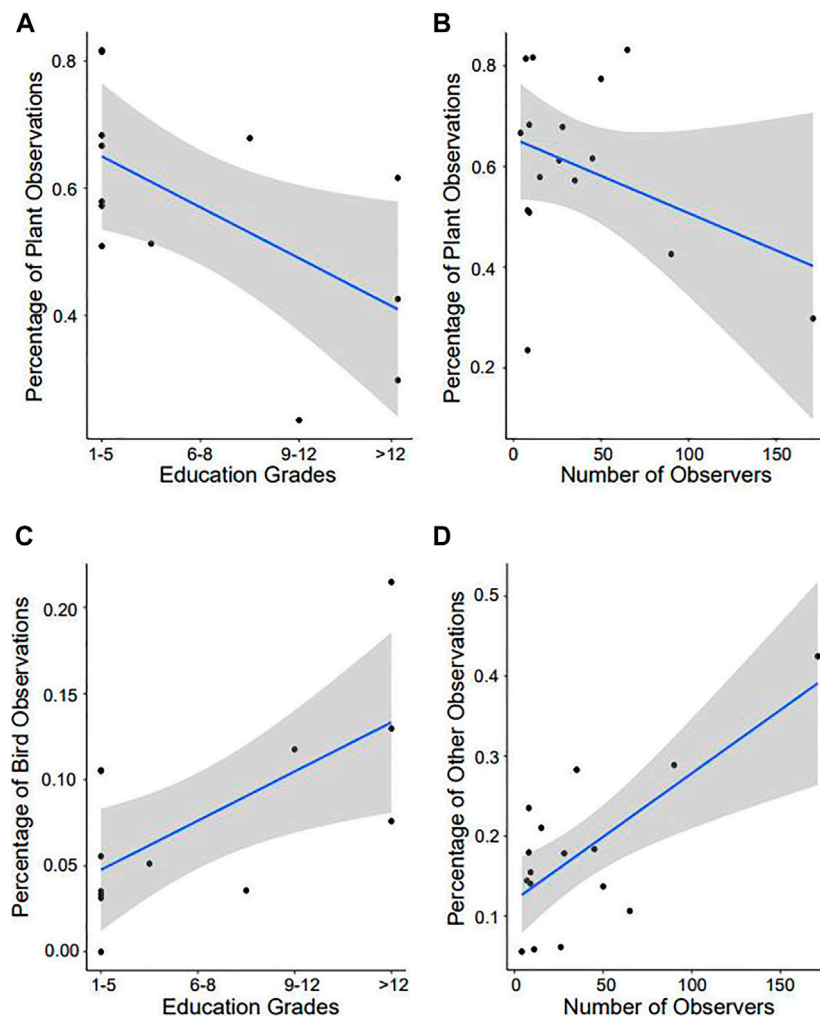 A
Percentage of Plant Observations
0.8
0.6
0.4
1-5
6-8
9-12
>12
Education Grades
B
Percentage of Plant Observations
0.8
0.6
0.4
0.2
0
50
100
150
Number of Observers
C
Percentage of Bird Observations
0.20
0.15
0.10
0.05
0.00
1-5
6-8
9-12
>12
Education Grades
D
Percentage of Other Observations
0.5
0.4
0.3
0.2
0.1
0
50
100
150
Number of Observers